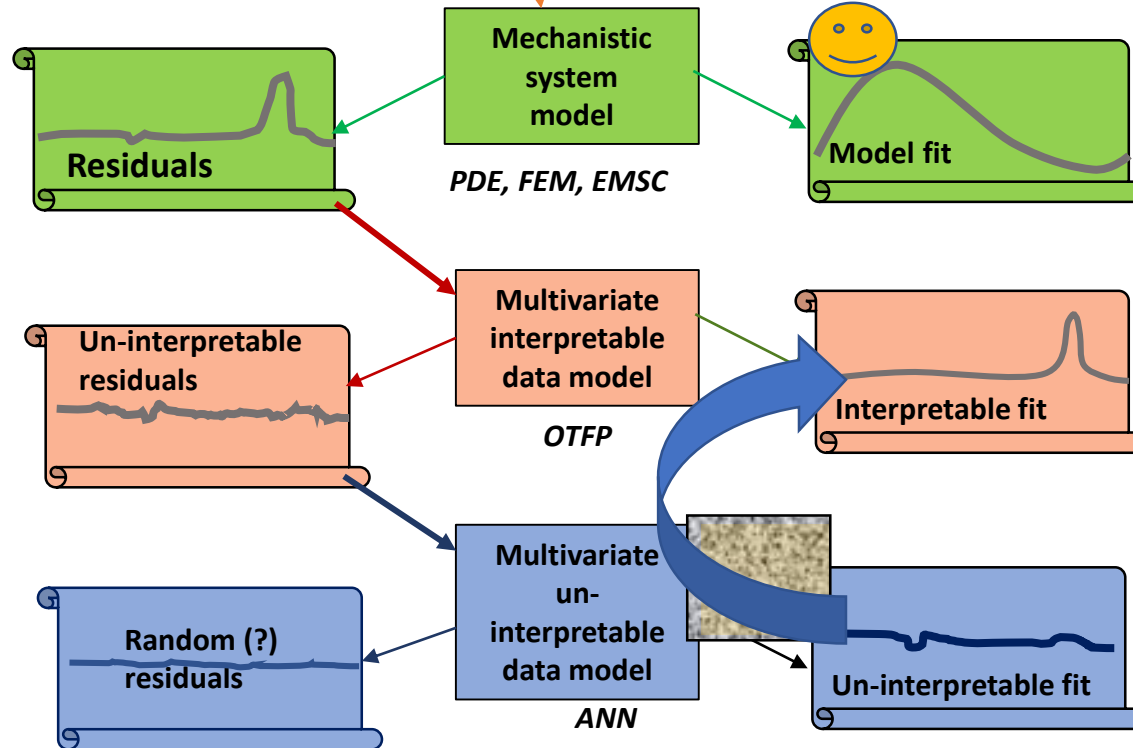 Mechanistic
system
model
Residuals
Model fit
PDE, FEM, EMSC
Multivariate
interpretable
data model
Un-interpretable
residuals
Interpretable fit
OTFP
Multivariate
un-
interpretable
data model
Random (?)
residuals
Un-interpretable fit
ANN